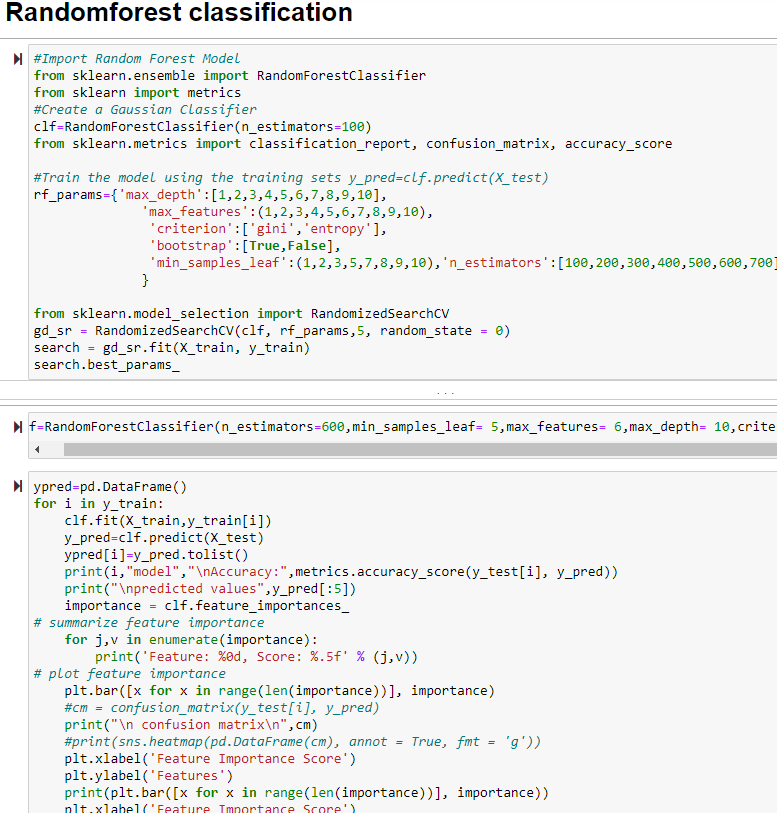 Randomforest classification
#Import Random Forest Model
from sklearn.ensemble import RandomForestClassifier
from sklearn import metrics
#Create a Gaussian Classifier
clf=RandomForestClassifier(n_estimators=100)
from sklearn.metrics import classification_report, confusion_matrix, accuracy_score
#Train the model using the training sets y_pred=clf.predict(X_test)
rf_params={'max_depth':[1,2,3,4,5,6,7,8,9,10],
'max_features':(1,2,3,4,5,6,7,8,9,10),
'criterion':['gini','entropy'],
'bootstrap':[True,False],
'min_samples_leaf':(1,2,3,5,7,8,9,10),'n_estimators':[100,200,300,400,500,600,700]
}
from sklearn.model_selection import RandomizedSearchCV
gd_sr = RandomizedSearchCV(clf, rf_params,5, random_state = 0)
search = gd_sr.fit(X_train, y_train)
search.best_params_
...
f=RandomForestClassifier(n_estimators=600,min_samples_leaf= 5,max_features= 6,max_depth= 10,crite
ypred=pd.DataFrame()
for i in y_train:
clf.fit(X_train,y_train[i])
y_pred=clf.predict(X_test)
ypred[i]=y_pred.tolist()
print(i,"model","\nAccuracy:",metrics.accuracy_score(y_test[i], y_pred))
print("\npredicted values",y_pred[:5])
importance = clf.feature_importances_
# summarize feature importance
for j,v in enumerate(importance):
print('Feature: %0d, Score: %.5f' % (j,v))
# plot feature importance
plt.bar([x for x in range(len(importance))], importance)
#cm = confusion_matrix(y_test[i], y_pred)
print("\n confusion matrix\n",cm)
#print(sns.heatmap(pd.DataFrame(cm), annot = True, fmt = 'g'))
plt.xlabel('Feature Importance Score')
plt.ylabel('Features')
print(plt.bar([x for x in range(len(importance))], importance))
plt.xlabel('Feature Importance Score')